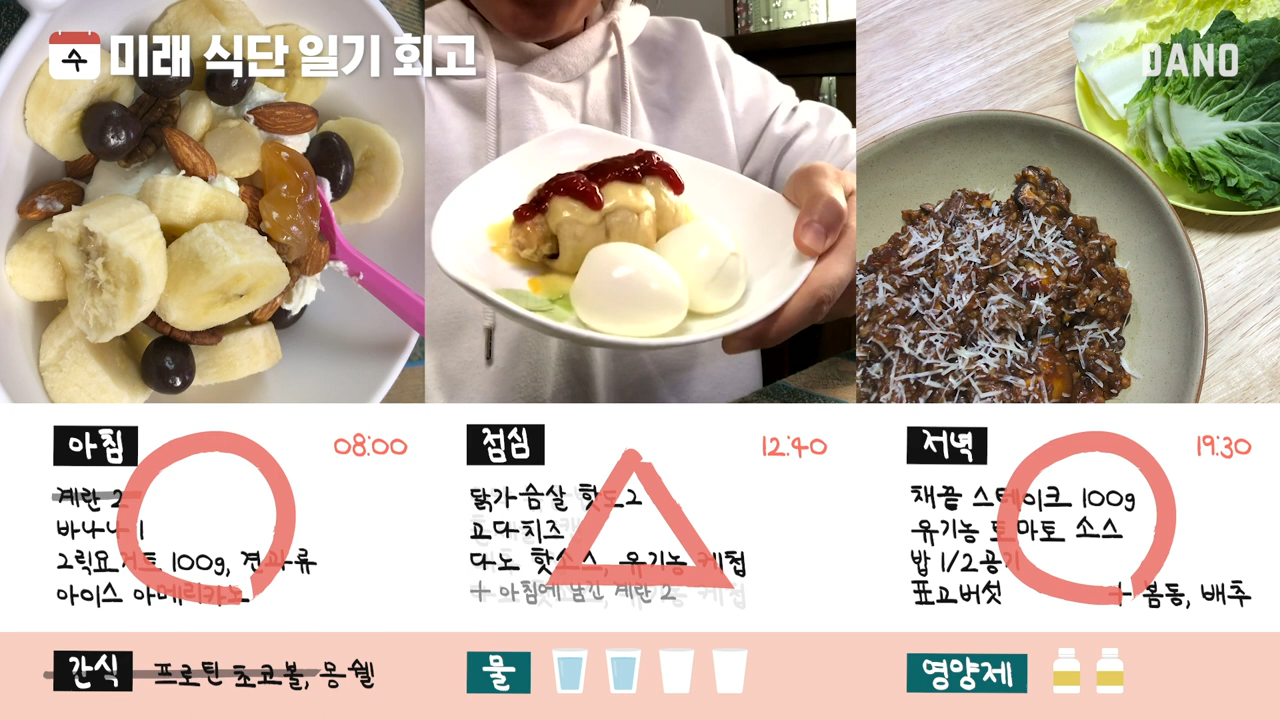 수 미래 식단 일기 회고
DANO
아침 08:00
계란 2
바나나 1
그릭요거트 100g, 견과류
아이스 아메리카노
점심 12:40
닭가슴살 핫도그 2
고다치즈
다노 핫소스, 유기농 케첩
+ 아침에 남긴 계란 2
저녁 19:30
채끝 스테이크 100g
유기농 토마토 소스
밥 1/2공기
표고버섯 + 봄동, 배추
간식 프로틴 초코볼, 몽쉘
물
영양제